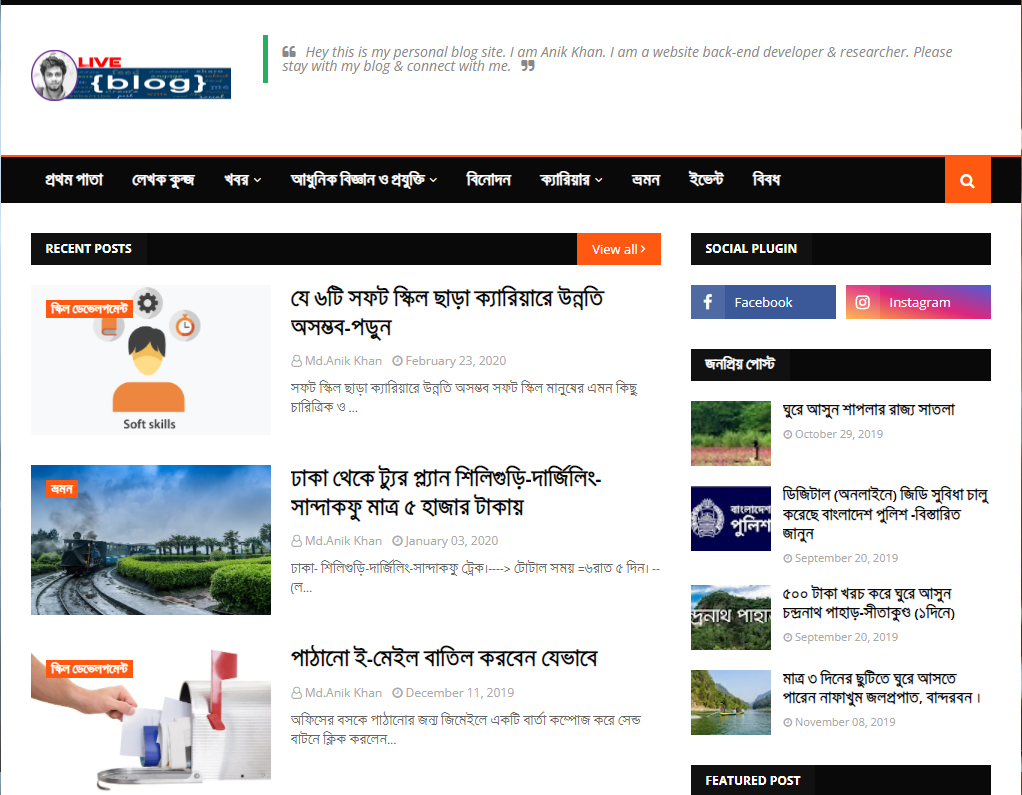 LIVE
{blog}
Hey this is my personal blog site. I am Anik Khan. I am a website back-end developer & researcher. Please
stay with my blog & connect with me.
প্রথম পাতা লেখক কুন্জ খবর আধুনিক বিজ্ঞান ও প্রযুক্তি বিনোদন ক্যারিয়ার ভ্রমন ইভেন্ট বিবধ
RECENT POSTS
View all
স্কিল ডেভেলপমেন্ট
Soft skills
যে ৬টি সফট স্কিল ছাড়া ক্যারিয়ারে উন্নতি
অসম্ভব-পড়ুন
Md.Anik Khan February 23, 2020
সফট স্কিল ছাড়া ক্যারিয়ারে উন্নতি অসম্ভব সফট স্কিল মানুষের এমন কিছু
চারিত্রিক ও ...
ভ্রমন
ঢাকা থেকে ট্যুর প্ল্যান শিলিগুড়ি-দার্জিলিং-
সান্দাকফু মাত্র ৫ হাজার টাকায়
Md.Anik Khan January 03, 2020
ঢাকা- শিলিগুড়ি-দার্জিলিং-সান্দাকফু ট্রেক।----> টোটাল সময় =৬রাত ৫ দিন। --
(ল...
স্কিল ডেভেলপমেন্ট
পাঠানো ই-মেইল বাতিল করবেন যেভাবে
Md.Anik Khan December 11, 2019
অফিসের বসকে পাঠানোর জন্য জিমেইলে একটি বার্তা কম্পোজ করে সেন্ড
বাটনে ক্লিক করলেন...
SOCIAL PLUGIN
Facebook Instagram
জনপ্রিয় পোস্ট
ঘুরে আসুন শাপলার রাজ্য সাতলা
October 29, 2019
বাংলাদেশ
পুলিশ
ডিজিটাল (অনলাইনে) জিডি সুবিধা চালু
করেছে বাংলাদেশ পুলিশ -বিস্তারিত
জানুন
September 20, 2019
দ্রনাথ পাহা
৫০০ টাকা খরচ করে ঘুরে আসুন
চন্দ্রনাথ পাহাড়-সীতাকুণ্ড (১দিনে)
September 20, 2019
মাত্র ৩ দিনের ছুটিতে ঘুরে আসতে
পারেন নাফাখুম জলপ্রপাত, বান্দরবন ।
November 08, 2019
FEATURED POST